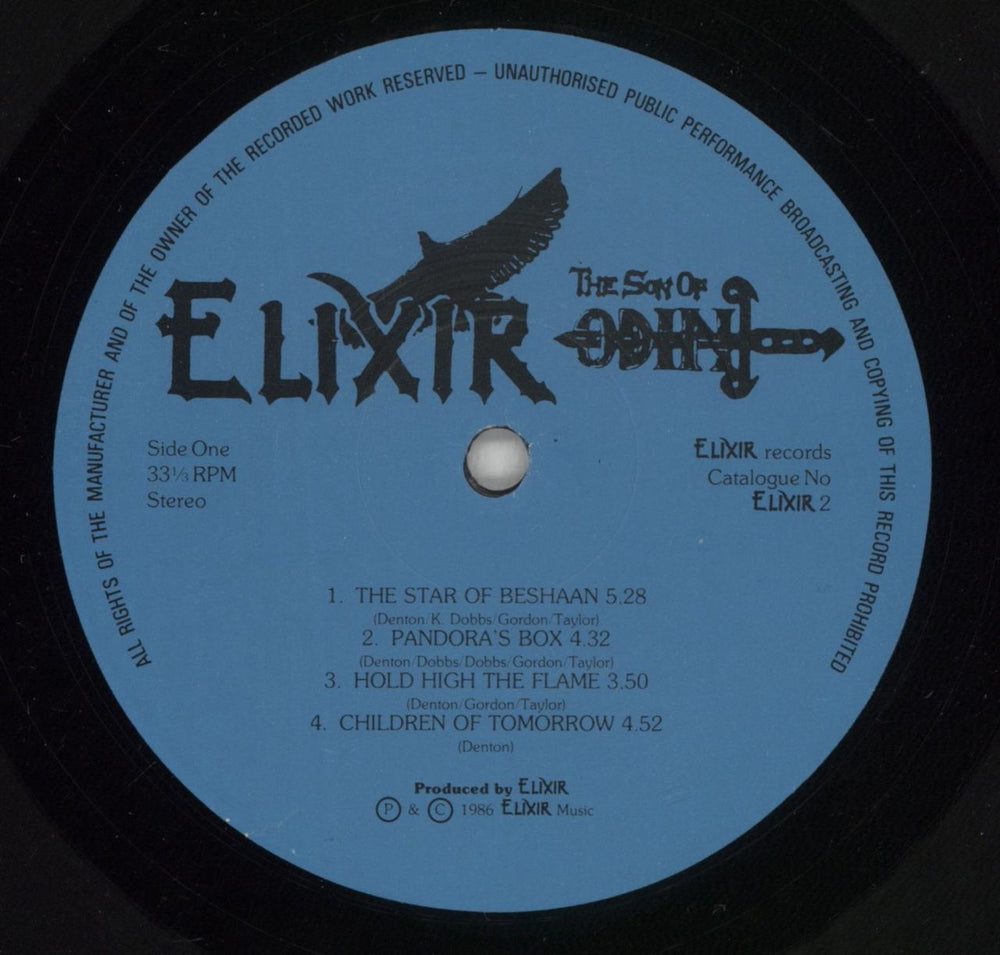 ALL RIGHTS OF THE MANUFACTURER AND OF THE OWNER OF THE RECORDED WORK RESERVED – UNAUTHORISED PUBLIC PERFORMANCE BROADCASTING AND COPYING OF THIS RECORD PROHIBITED
ELIXIR
THE SON OF
ODIN
Side One
33⅓ RPM
Stereo
ELIXIR records
Catalogue No
ELIXIR 2
1. THE STAR OF BESHAAN 5.28
(Denton/K. Dobbs/Gordon/Taylor)
2. PANDORA'S BOX 4.32
(Denton/Dobbs/Dobbs/Gordon/Taylor)
3. HOLD HIGH THE FLAME 3.50
(Denton/Gordon/Taylor)
4. CHILDREN OF TOMORROW 4.52
(Denton)
Produced by ELIXIR
Ⓟ & © 1986 ELIXIR Music